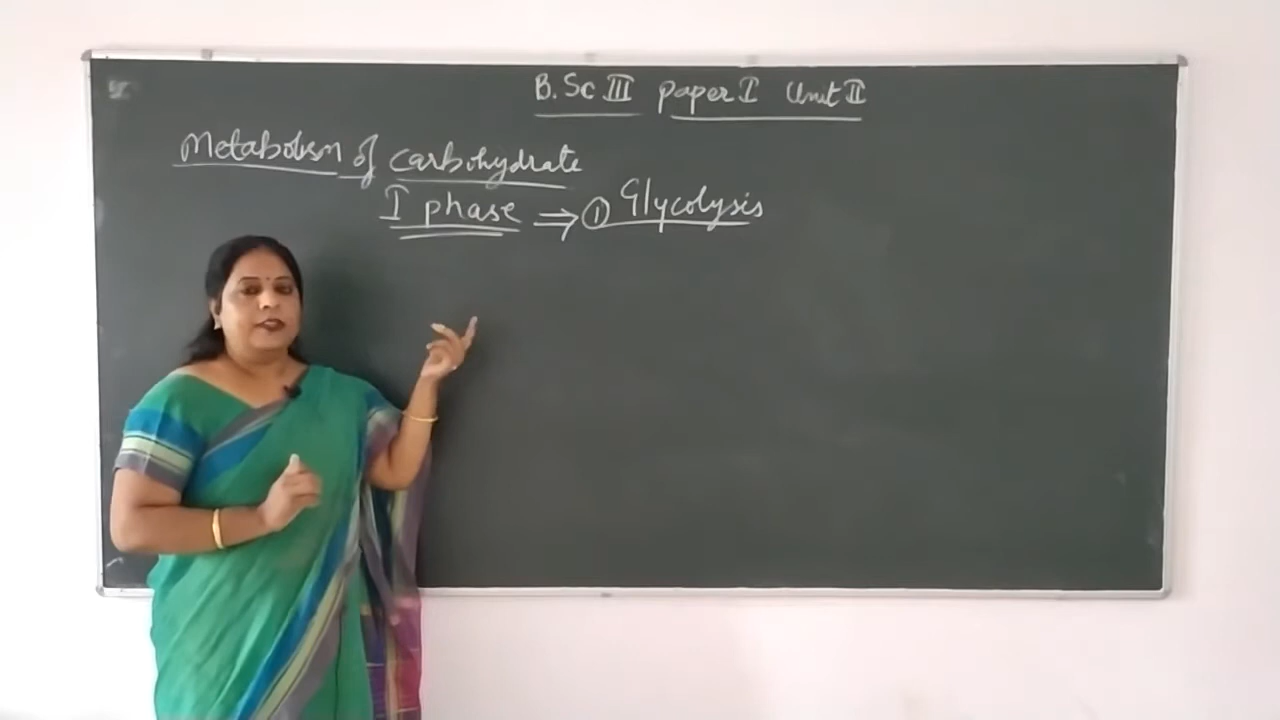 B.Sc III paper I Unit II
Metabolism of carbohydrate
I phase ⇒ ① Glycolysis